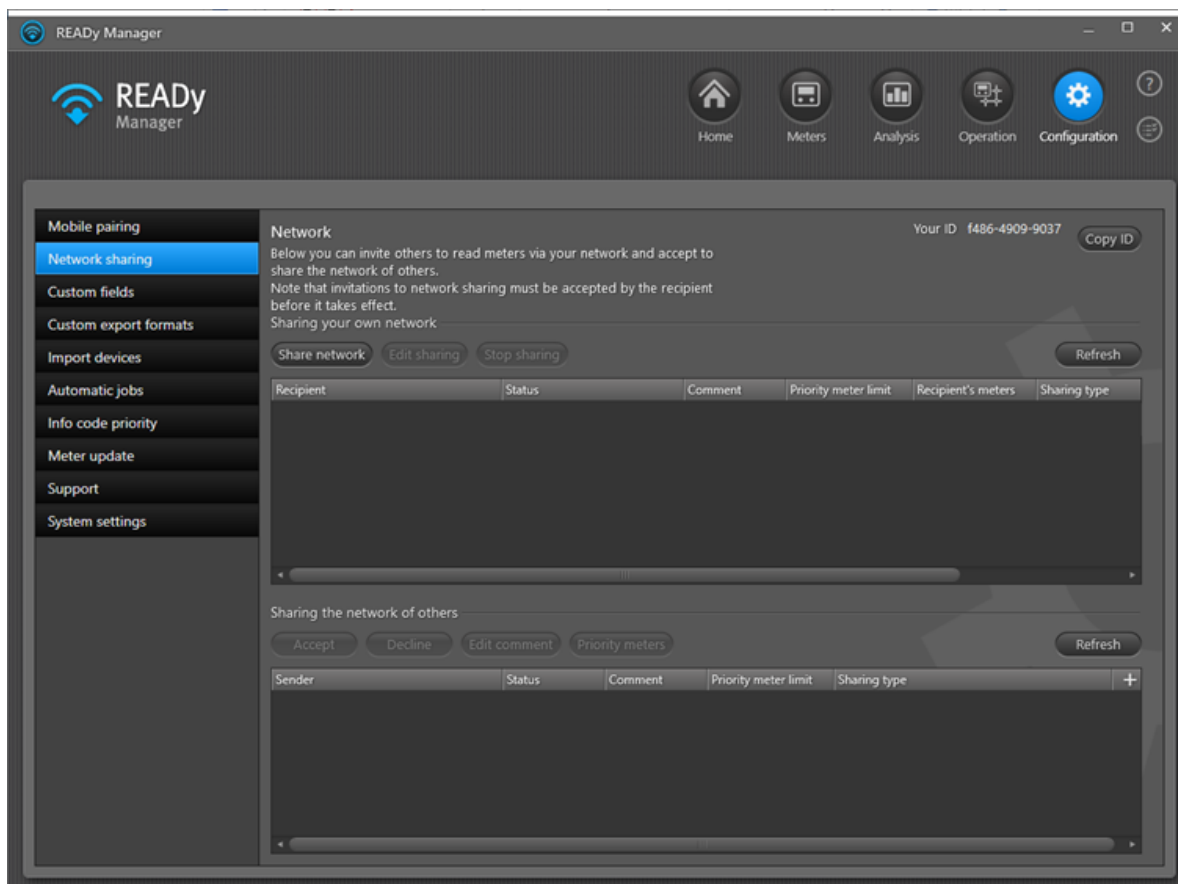 READy Manager
READy
Manager
Home Meters Analysis Operation Configuration
Mobile pairing
Network sharing
Custom fields
Custom export formats
Import devices
Automatic jobs
Info code priority
Meter update
Support
System settings
Network
Your ID f486-4909-9037 Copy ID
Below you can invite others to read meters via your network and accept to
share the network of others.
Note that invitations to network sharing must be accepted by the recipient
before it takes effect.
Sharing your own network
Share network Edit sharing Stop sharing Refresh
Recipient Status Comment Priority meter limit Recipient's meters Sharing type
Sharing the network of others
Accept Decline Edit comment Priority meters Refresh
Sender Status Comment Priority meter limit Sharing type +